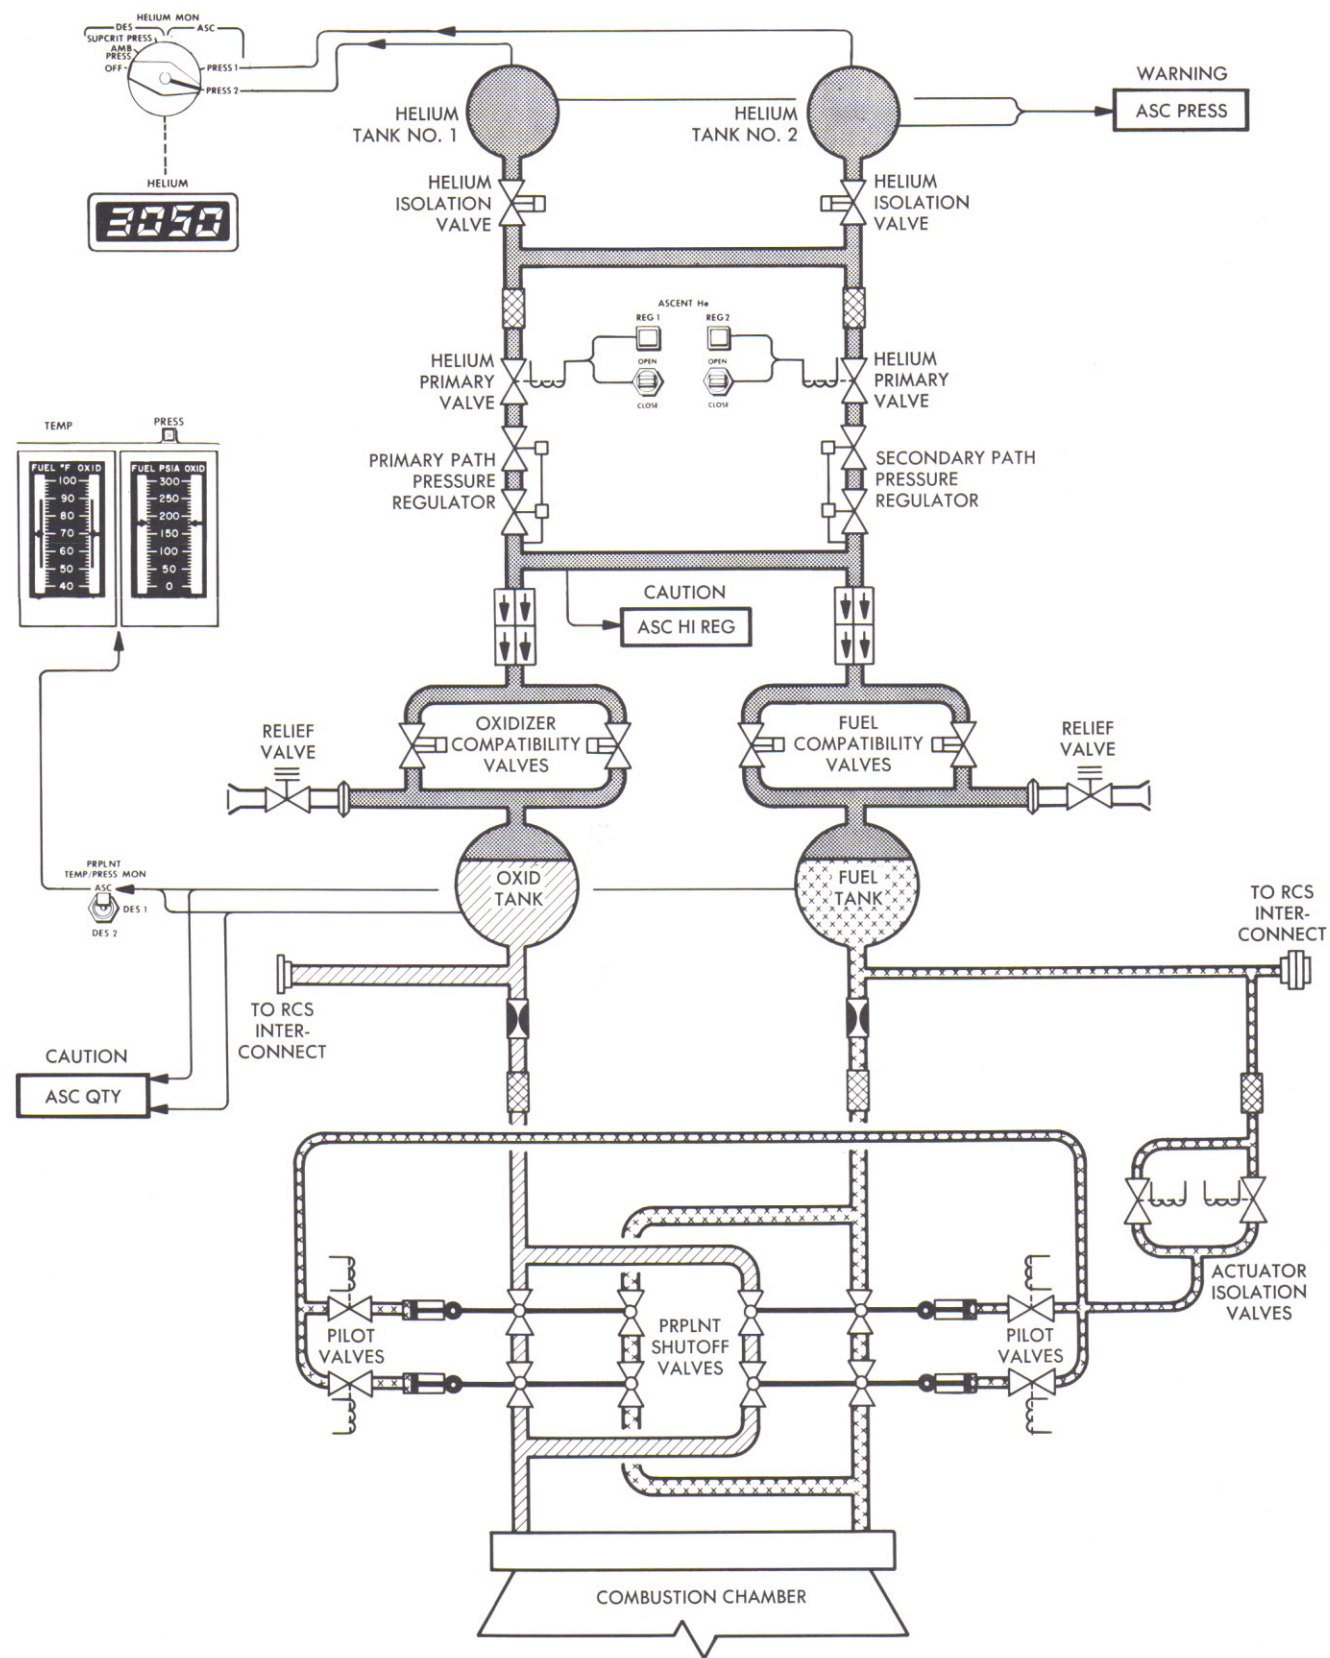 HELIUM MON
DES
ASC
SUPCRIT PRESS
AMB
PRESS
OFF
PRESS 1
PRESS 2
HELIUM
3050
HELIUM
TANK NO. 1
HELIUM
TANK NO. 2
WARNING
ASC PRESS
HELIUM
ISOLATION
VALVE
HELIUM
ISOLATION
VALVE
ASCENT He
REG 1
REG 2
OPEN
OPEN
CLOSE
CLOSE
HELIUM
PRIMARY
VALVE
HELIUM
PRIMARY
VALVE
TEMP
PRESS
FUEL °F OXID
100
90
80
70
60
50
40
FUEL PSIA OXID
300
250
200
150
100
50
0
PRIMARY PATH
PRESSURE
REGULATOR
SECONDARY PATH
PRESSURE
REGULATOR
CAUTION
ASC HI REG
RELIEF
VALVE
OXIDIZER
COMPATIBILITY
VALVES
FUEL
COMPATIBILITY
VALVES
RELIEF
VALVE
PRPLNT
TEMP/PRESS MON
ASC
DES 1
DES 2
OXID
TANK
FUEL
TANK
TO RCS
INTER-
CONNECT
TO RCS
INTER-
CONNECT
CAUTION
ASC QTY
ACTUATOR
ISOLATION
VALVES
PILOT
VALVES
PRPLNT
SHUTOFF
VALVES
PILOT
VALVES
COMBUSTION CHAMBER